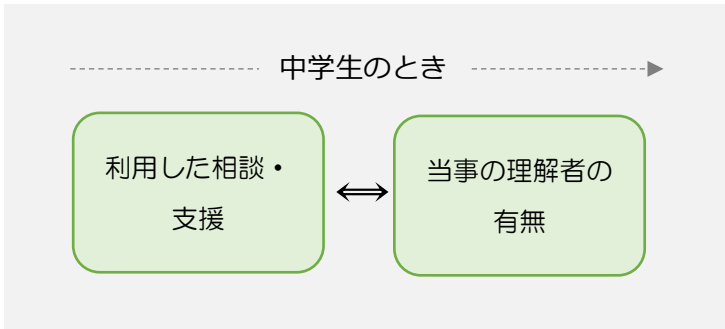 中学生のとき
利用した相談・
支援
当事の理解者の
有無